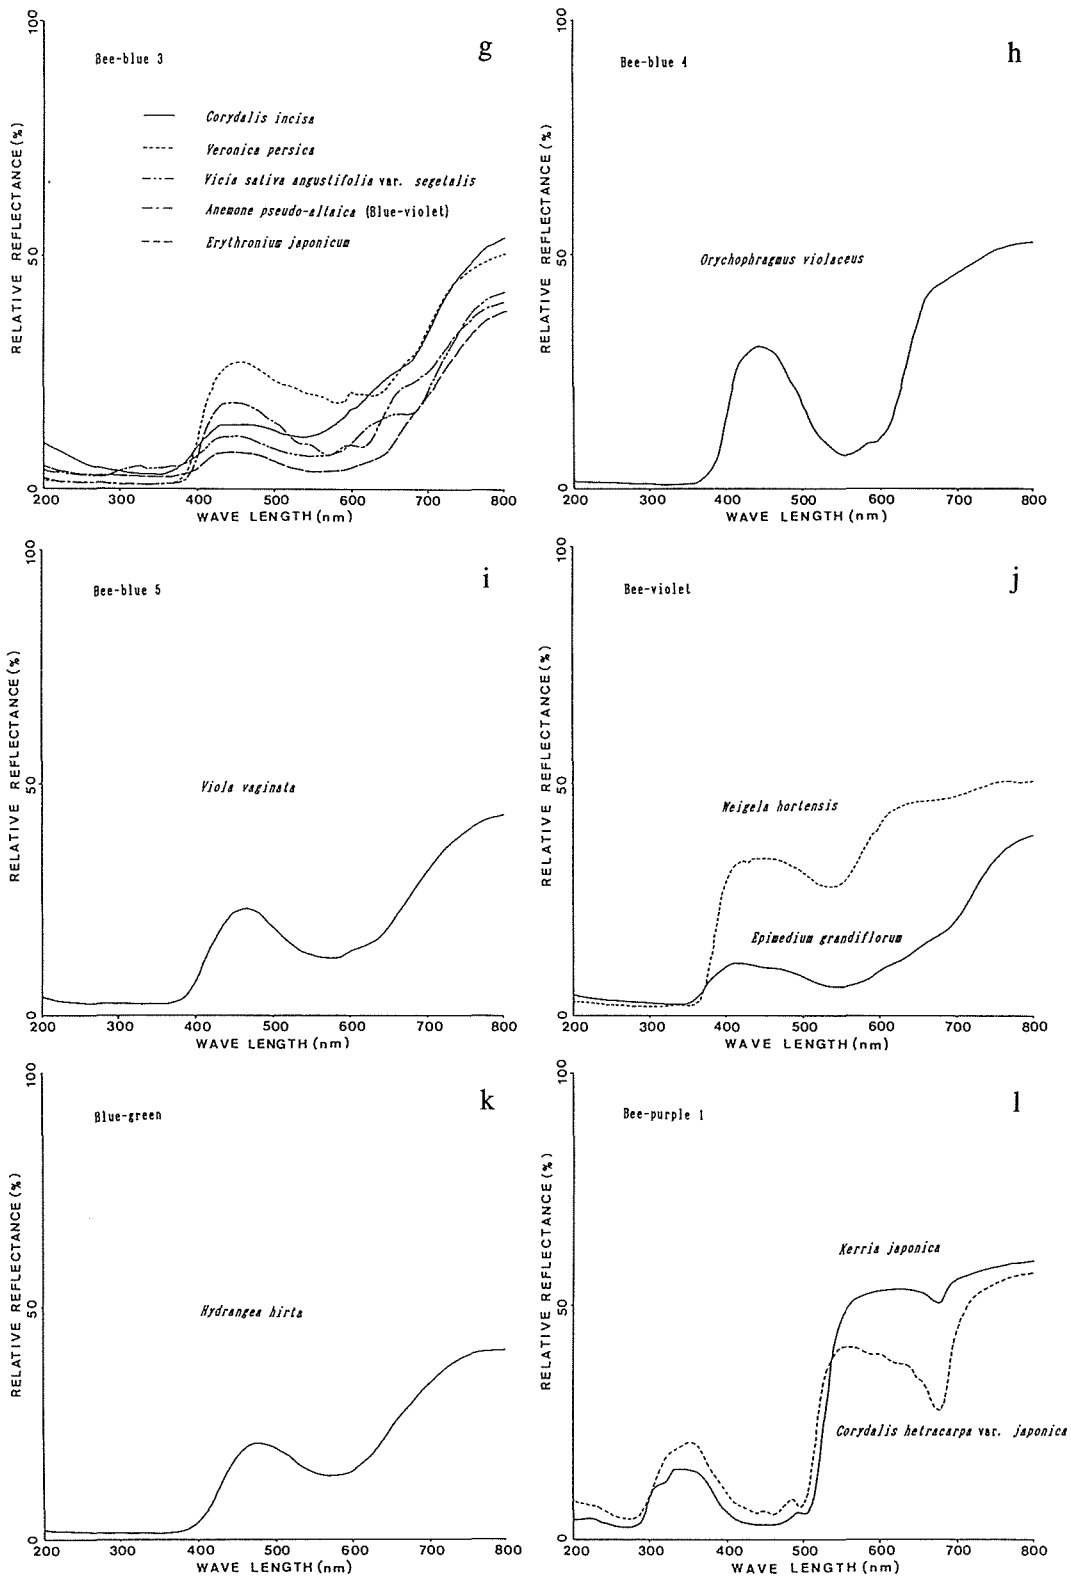 Bee-blue 3
g
Corydalis incisa
Veronica persica
Vicia sativa angustifolia var. segetalis
Anemone pseudo-altaica (Blue-violet)
Erythronium japonicum
RELATIVE REFLECTANCE (%)
0 50 100
200 300 400 500 600 700 800
WAVE LENGTH (nm)
Bee-blue 4
h
Orychophragmus violaceus
RELATIVE REFLECTANCE (%)
0 50 100
200 300 400 500 600 700 800
WAVE LENGTH (nm)
Bee-blue 5
i
Viola vaginata
RELATIVE REFLECTANCE (%)
0 50 100
200 300 400 500 600 700 800
WAVE LENGTH (nm)
Bee-violet
j
Weigela hortensis
Epimedium grandiflorum
RELATIVE REFLECTANCE (%)
0 50 100
200 300 400 500 600 700 800
WAVE LENGTH (nm)
Blue-green
k
Hydrangea hirta
RELATIVE REFLECTANCE (%)
0 50 100
200 300 400 500 600 700 800
WAVE LENGTH (nm)
Bee-purple 1
l
Kerria japonica
Corydalis hetracarpa var. japonica
RELATIVE REFLECTANCE (%)
0 50 100
200 300 400 500 600 700 800
WAVE LENGTH (nm)